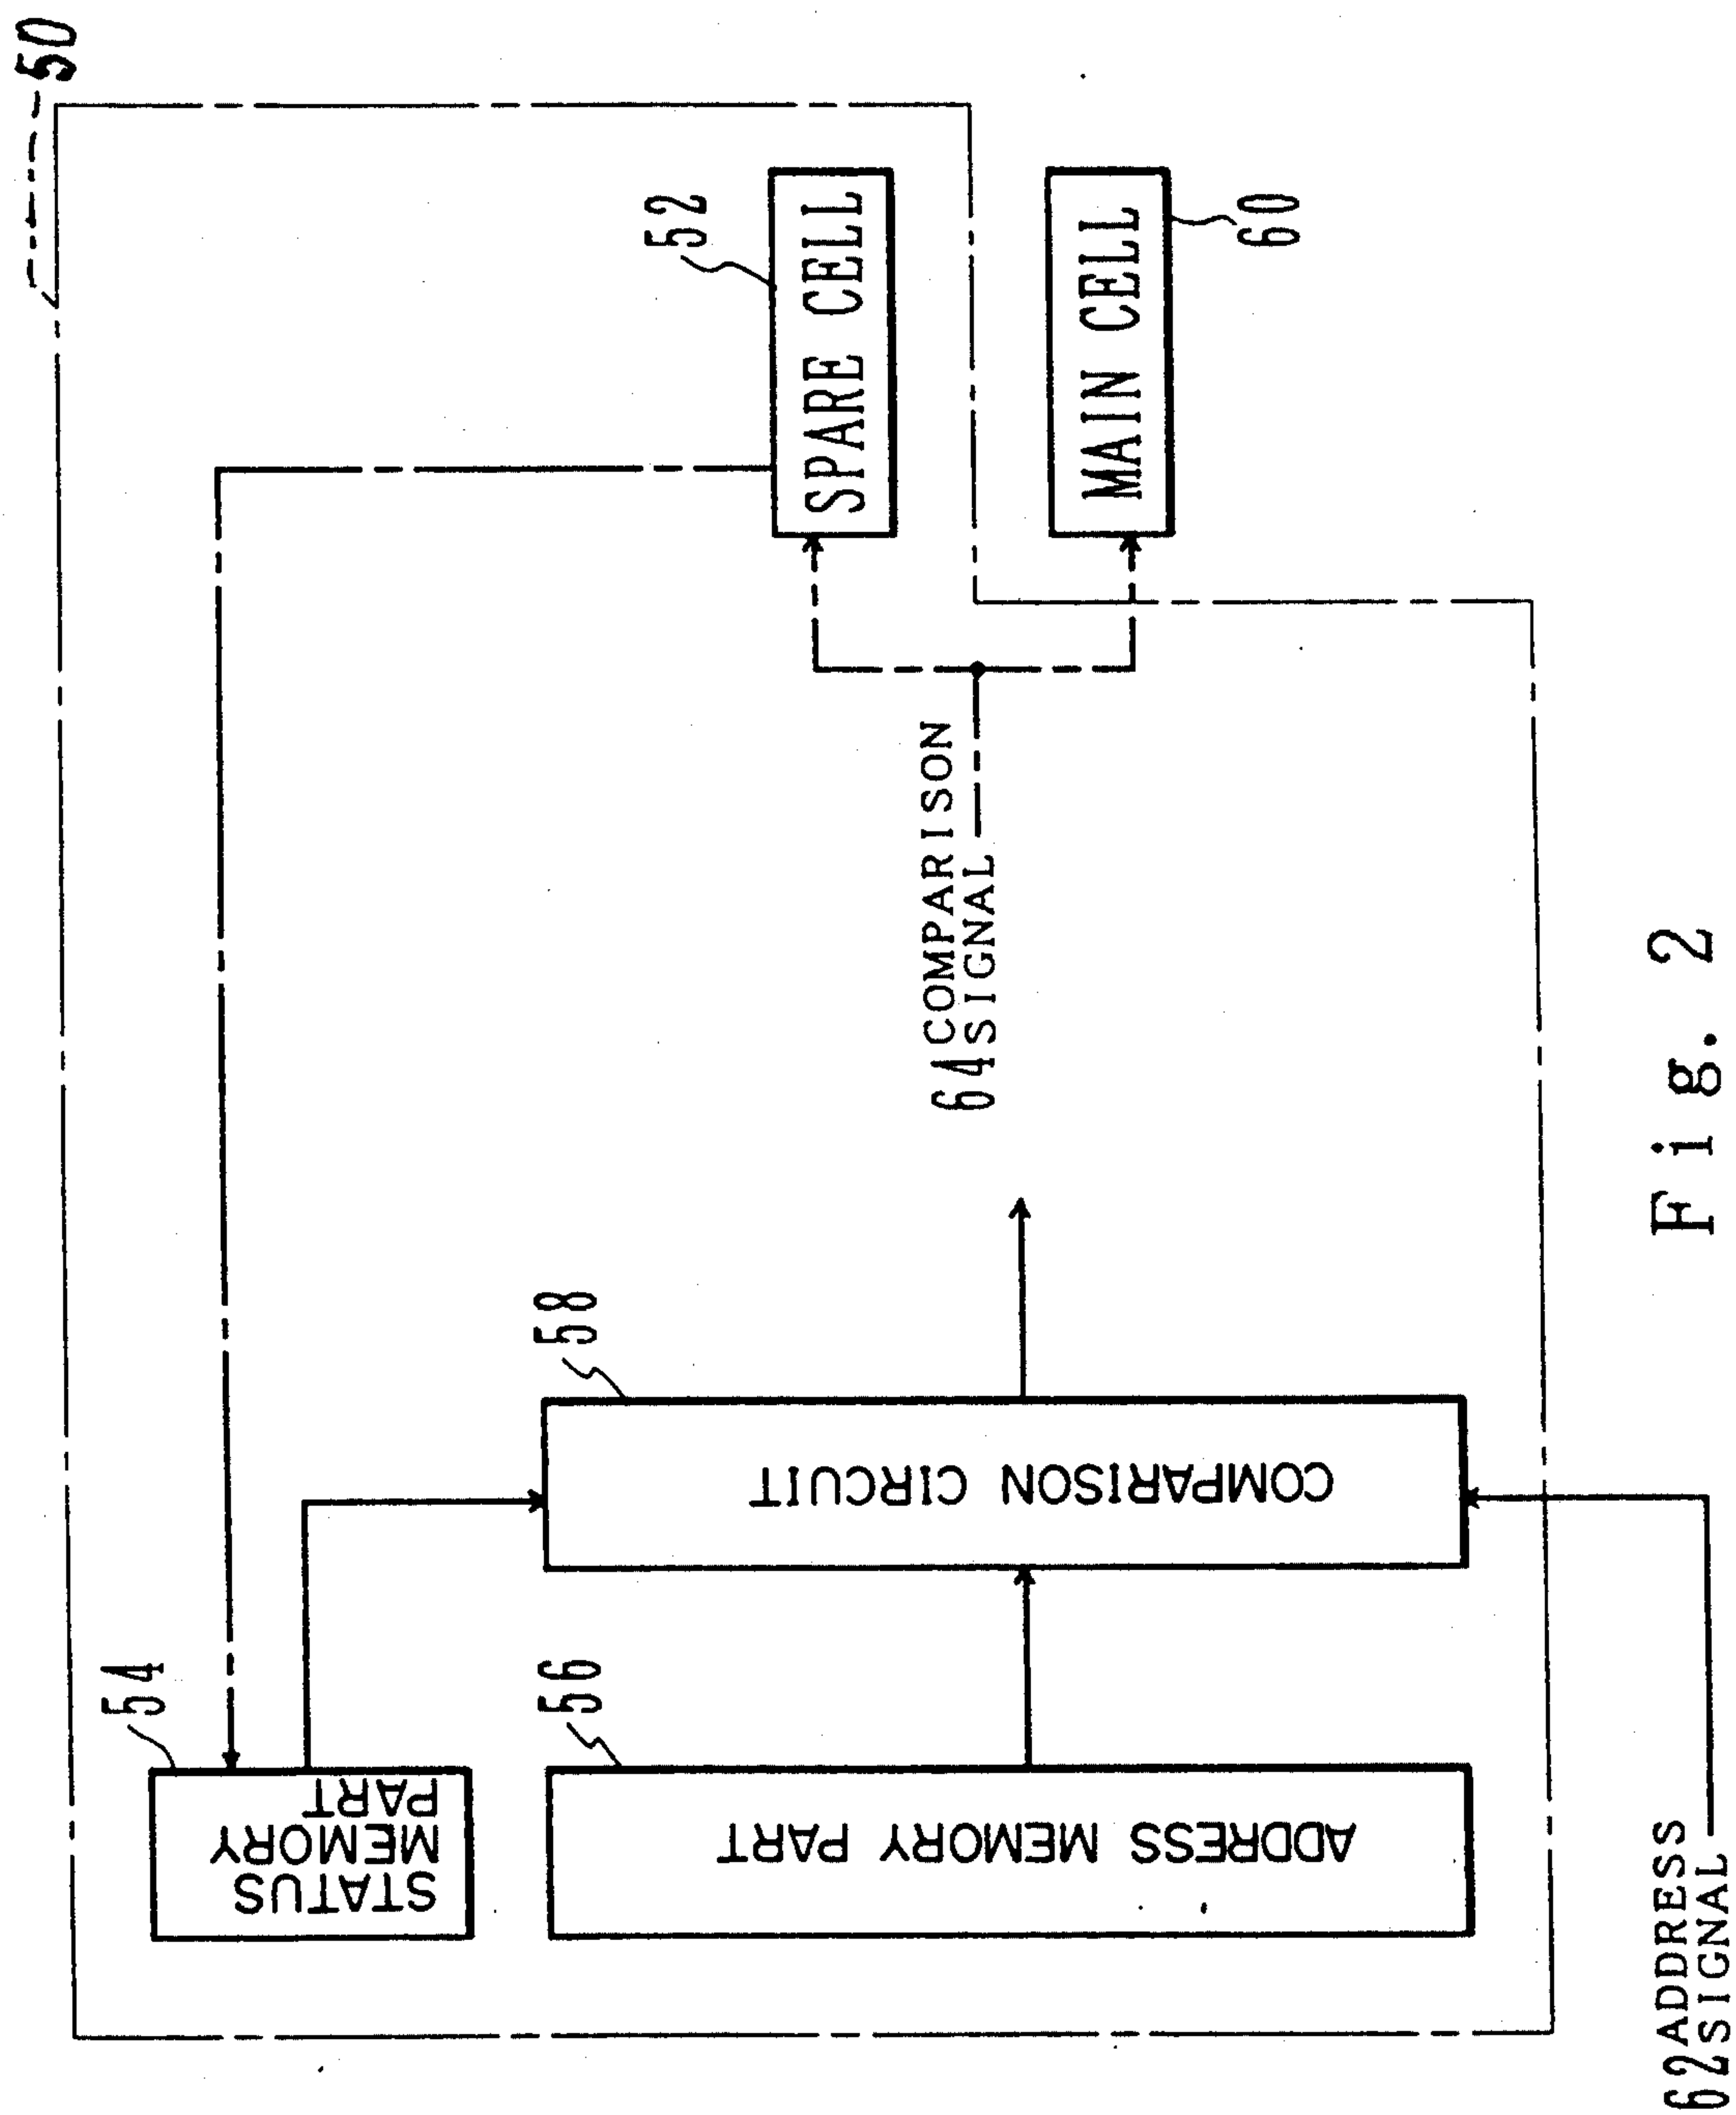 50
54
STATUS
MEMORY
PART
56
ADDRESS MEMORY PART
58
COMPARISON CIRCUIT
52
SPARE CELL
64 COMPARISON
SIGNAL
MAIN CELL
60
62 ADDRESS
SIGNAL
Fig. 2